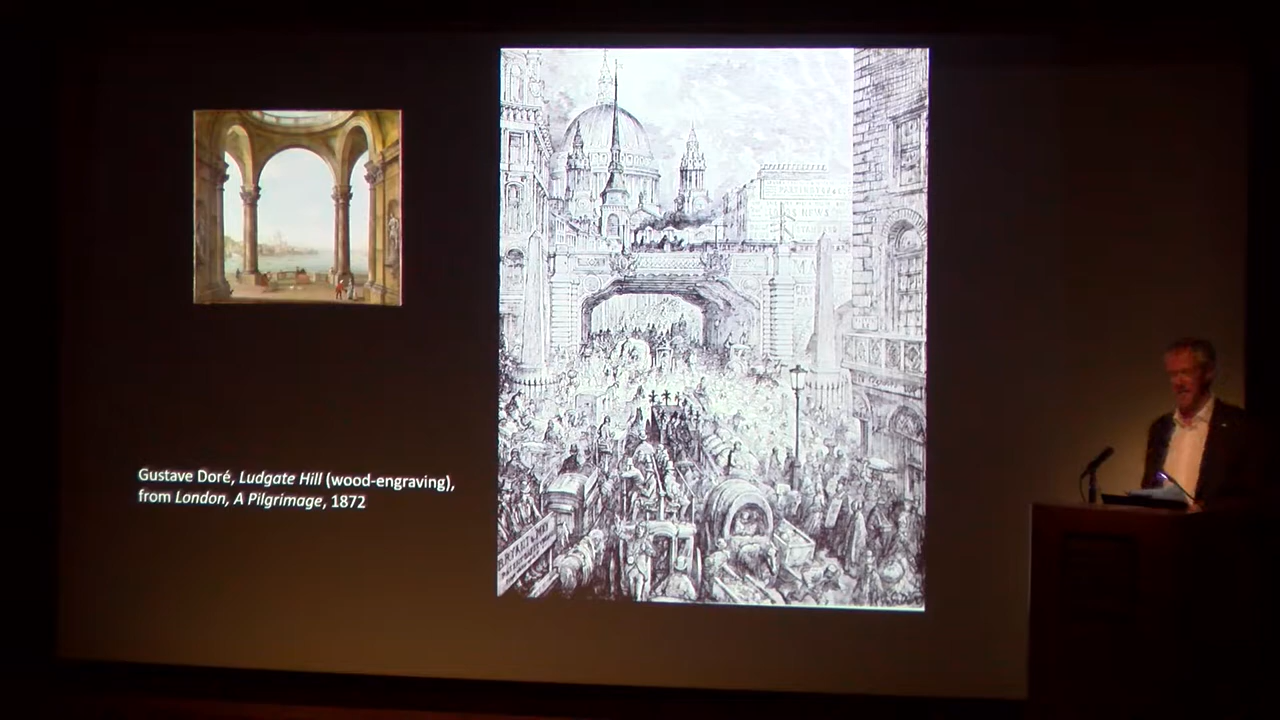 Gustave Doré, Ludgate Hill (wood-engraving),
from London, A Pilgrimage, 1872